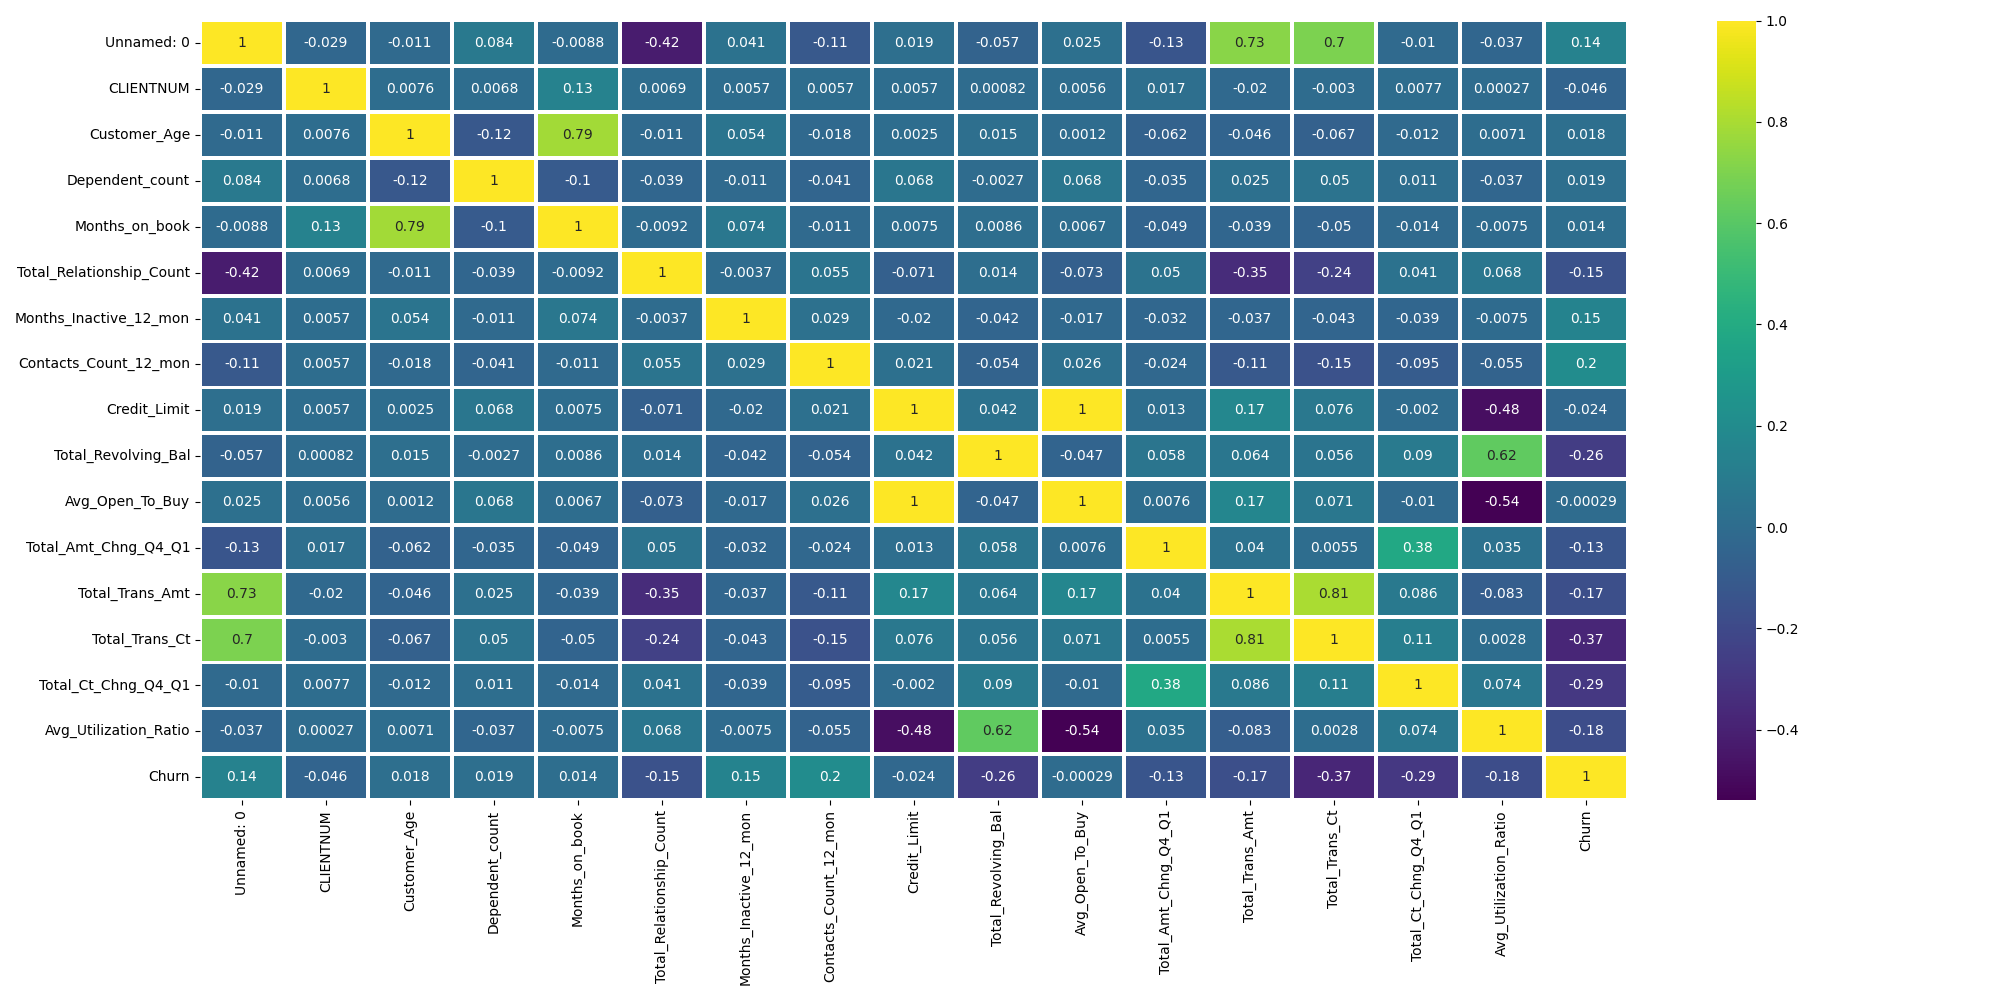 Unnamed: 0 1 -0.029 -0.011 0.084 -0.0088 -0.42 0.041 -0.11 0.019 -0.057 0.025 -0.13 0.73 0.7 -0.01 -0.037 0.14
CLIENTNUM -0.029 1 0.0076 0.0068 0.13 0.0069 0.0057 0.0057 0.0057 0.00082 0.0056 0.017 -0.02 -0.003 0.0077 0.00027 -0.046
Customer_Age -0.011 0.0076 1 -0.12 0.79 -0.011 0.054 -0.018 0.0025 0.015 0.0012 -0.062 -0.046 -0.067 -0.012 0.0071 0.018
Dependent_count 0.084 0.0068 -0.12 1 -0.1 -0.039 -0.011 -0.041 0.068 -0.0027 0.068 -0.035 0.025 0.05 0.011 -0.037 0.019
Months_on_book -0.0088 0.13 0.79 -0.1 1 -0.0092 0.074 -0.011 0.0075 0.0086 0.0067 -0.049 -0.039 -0.05 -0.014 -0.0075 0.014
Total_Relationship_Count -0.42 0.0069 -0.011 -0.039 -0.0092 1 -0.0037 0.055 -0.071 0.014 -0.073 0.05 -0.35 -0.24 0.041 0.068 -0.15
Months_Inactive_12_mon 0.041 0.0057 0.054 -0.011 0.074 -0.0037 1 0.029 -0.02 -0.042 -0.017 -0.032 -0.037 -0.043 -0.039 -0.0075 0.15
Contacts_Count_12_mon -0.11 0.0057 -0.018 -0.041 -0.011 0.055 0.029 1 0.021 -0.054 0.026 -0.024 -0.11 -0.15 -0.095 -0.055 0.2
Credit_Limit 0.019 0.0057 0.0025 0.068 0.0075 -0.071 -0.02 0.021 1 0.042 1 0.013 0.17 0.076 -0.002 -0.48 -0.024
Total_Revolving_Bal -0.057 0.00082 0.015 -0.0027 0.0086 0.014 -0.042 -0.054 0.042 1 -0.047 0.058 0.064 0.056 0.09 0.62 -0.26
Avg_Open_To_Buy 0.025 0.0056 0.0012 0.068 0.0067 -0.073 -0.017 0.026 1 -0.047 1 0.0076 0.17 0.071 -0.01 -0.54 -0.00029
Total_Amt_Chng_Q4_Q1 -0.13 0.017 -0.062 -0.035 -0.049 0.05 -0.032 -0.024 0.013 0.058 0.0076 1 0.04 0.0055 0.38 0.035 -0.13
Total_Trans_Amt 0.73 -0.02 -0.046 0.025 -0.039 -0.35 -0.037 -0.11 0.17 0.064 0.17 0.04 1 0.81 0.086 -0.083 -0.17
Total_Trans_Ct 0.7 -0.003 -0.067 0.05 -0.05 -0.24 -0.043 -0.15 0.076 0.056 0.071 0.0055 0.81 1 0.11 0.0028 -0.37
Total_Ct_Chng_Q4_Q1 -0.01 0.0077 -0.012 0.011 -0.014 0.041 -0.039 -0.095 -0.002 0.09 -0.01 0.38 0.086 0.11 1 0.074 -0.29
Avg_Utilization_Ratio -0.037 0.00027 0.0071 -0.037 -0.0075 0.068 -0.0075 -0.055 -0.48 0.62 -0.54 0.035 -0.083 0.0028 0.074 1 -0.18
Churn 0.14 -0.046 0.018 0.019 0.014 -0.15 0.15 0.2 -0.024 -0.26 -0.00029 -0.13 -0.17 -0.37 -0.29 -0.18 1
Unnamed: 0
CLIENTNUM
Customer_Age
Dependent_count
Months_on_book
Total_Relationship_Count
Months_Inactive_12_mon
Contacts_Count_12_mon
Credit_Limit
Total_Revolving_Bal
Avg_Open_To_Buy
Total_Amt_Chng_Q4_Q1
Total_Trans_Amt
Total_Trans_Ct
Total_Ct_Chng_Q4_Q1
Avg_Utilization_Ratio
Churn
1.0
0.8
0.6
0.4
0.2
0.0
−0.2
−0.4